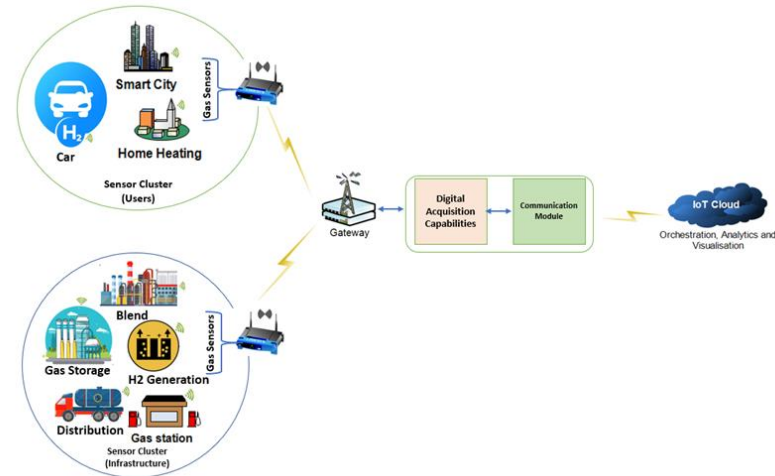 Smart City
Gas Sensors
H₂
Car
Home Heating
Sensor Cluster
(Users)
Gateway
Digital
Acquisition
Capabilities
Communication
Module
IoT Cloud
Orchestration, Analytics and
Visualisation
Blend
Gas Sensors
Gas Storage
H2 Generation
Distribution
Gas station
Sensor Cluster
(Infrastructure)